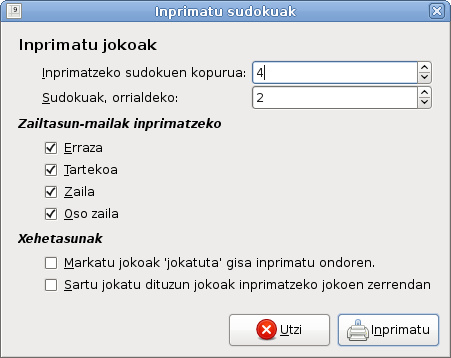 Inprimatu sudokuak
Inprimatu jokoak
Inprimatzeko sudokuen kopurua: 4
Sudokuak, orrialdeko: 2
Zailtasun-mailak inprimatzeko
Erraza
Tartekoa
Zaila
Oso zaila
Xehetasunak
Markatu jokoak 'jokatuta' gisa inprimatu ondoren.
Sartu jokatu dituzun jokoak inprimatzeko jokoen zerrendan
Utzi Inprimatu